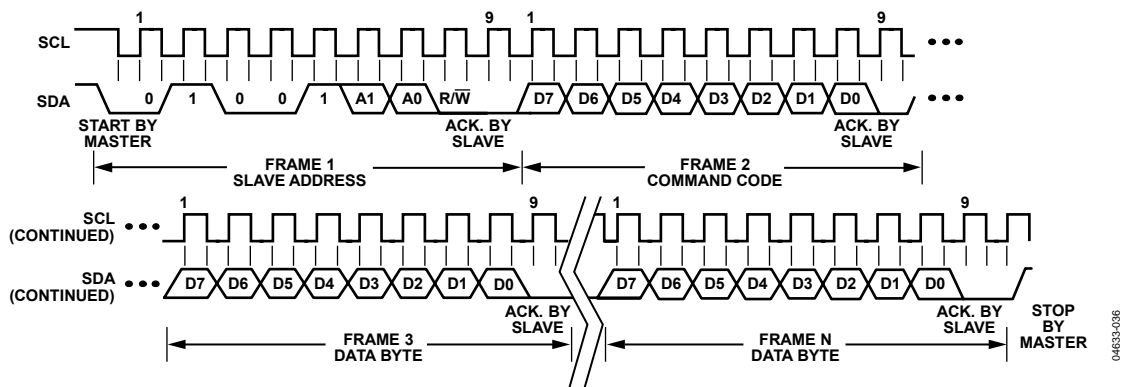 1 9 1 9
SCL
SDA 0 1 0 0 1 A1 A0 R/W̅ D7 D6 D5 D4 D3 D2 D1 D0
START BY
MASTER
ACK. BY
SLAVE
ACK. BY
SLAVE
FRAME 1
SLAVE ADDRESS
FRAME 2
COMMAND CODE
1 9 1 9
SCL
(CONTINUED)
SDA
(CONTINUED)
D7 D6 D5 D4 D3 D2 D1 D0 D7 D6 D5 D4 D3 D2 D1 D0
ACK. BY
SLAVE
ACK. BY
SLAVE
STOP
BY
MASTER
FRAME 3
DATA BYTE
FRAME N
DATA BYTE
04633-036